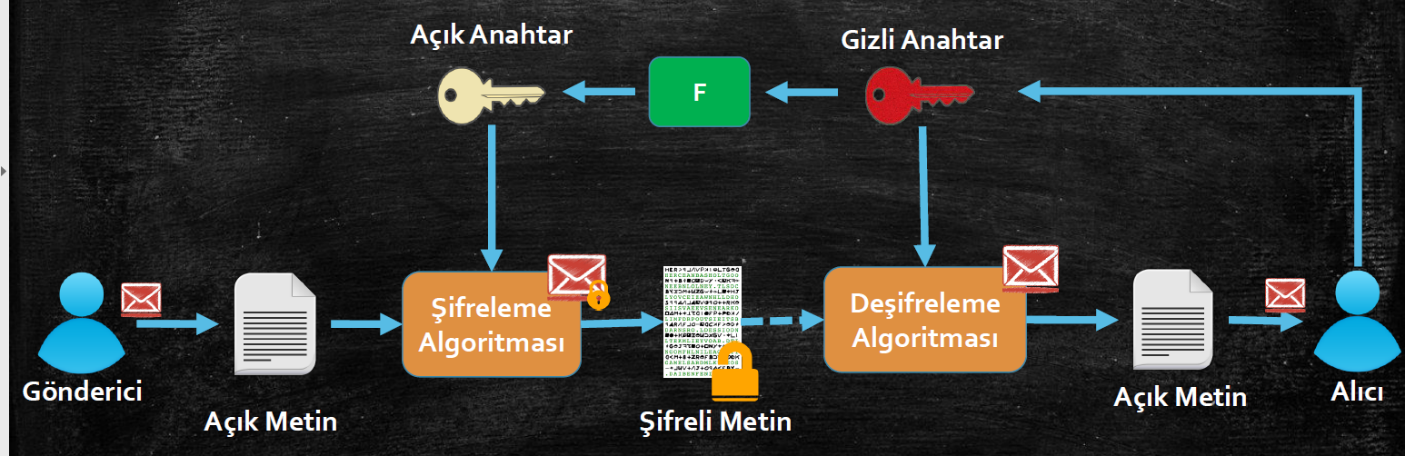 Açık Anahtar
Gizli Anahtar
F
Şifreleme
Algoritması
Deşifreleme
Algoritması
Gönderici
Açık Metin
Şifreli Metin
Açık Metin
Alıcı